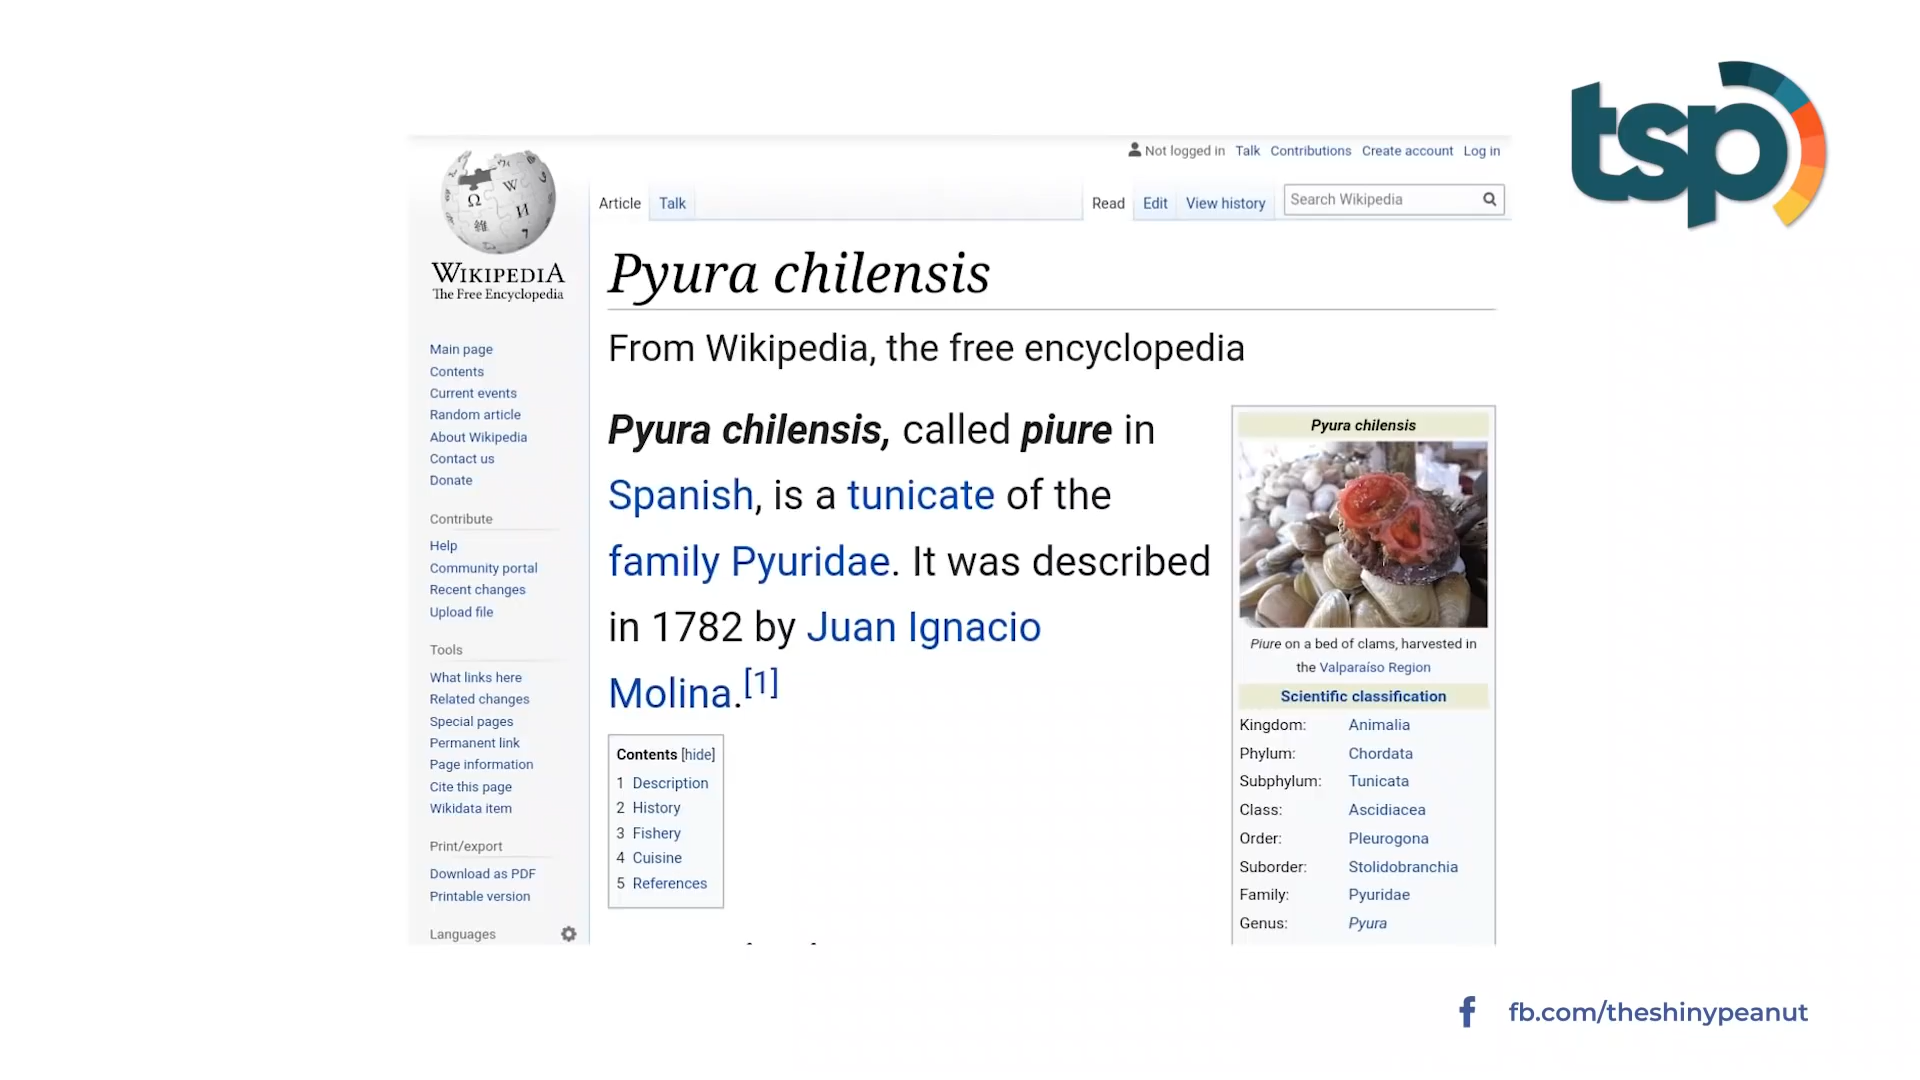 tsp
Not logged in Talk Contributions Create account Log in
Article Talk Read Edit View history Search Wikipedia
WIKIPEDIA
The Free Encyclopedia
Main page
Contents
Current events
Random article
About Wikipedia
Contact us
Donate
Contribute
Help
Community portal
Recent changes
Upload file
Tools
What links here
Related changes
Special pages
Permanent link
Page information
Cite this page
Wikidata item
Print/export
Download as PDF
Printable version
Languages
Pyura chilensis
From Wikipedia, the free encyclopedia
Pyura chilensis, called piure in
Spanish, is a tunicate of the
family Pyuridae. It was described
in 1782 by Juan Ignacio
Molina.[1]
Contents [hide]
1 Description
2 History
3 Fishery
4 Cuisine
5 References
Pyura chilensis
Piure on a bed of clams, harvested in
the Valparaíso Region
Scientific classification
Kingdom: Animalia
Phylum: Chordata
Subphylum: Tunicata
Class: Ascidiacea
Order: Pleurogona
Suborder: Stolidobranchia
Family: Pyuridae
Genus: Pyura
fb.com/theshinypeanut